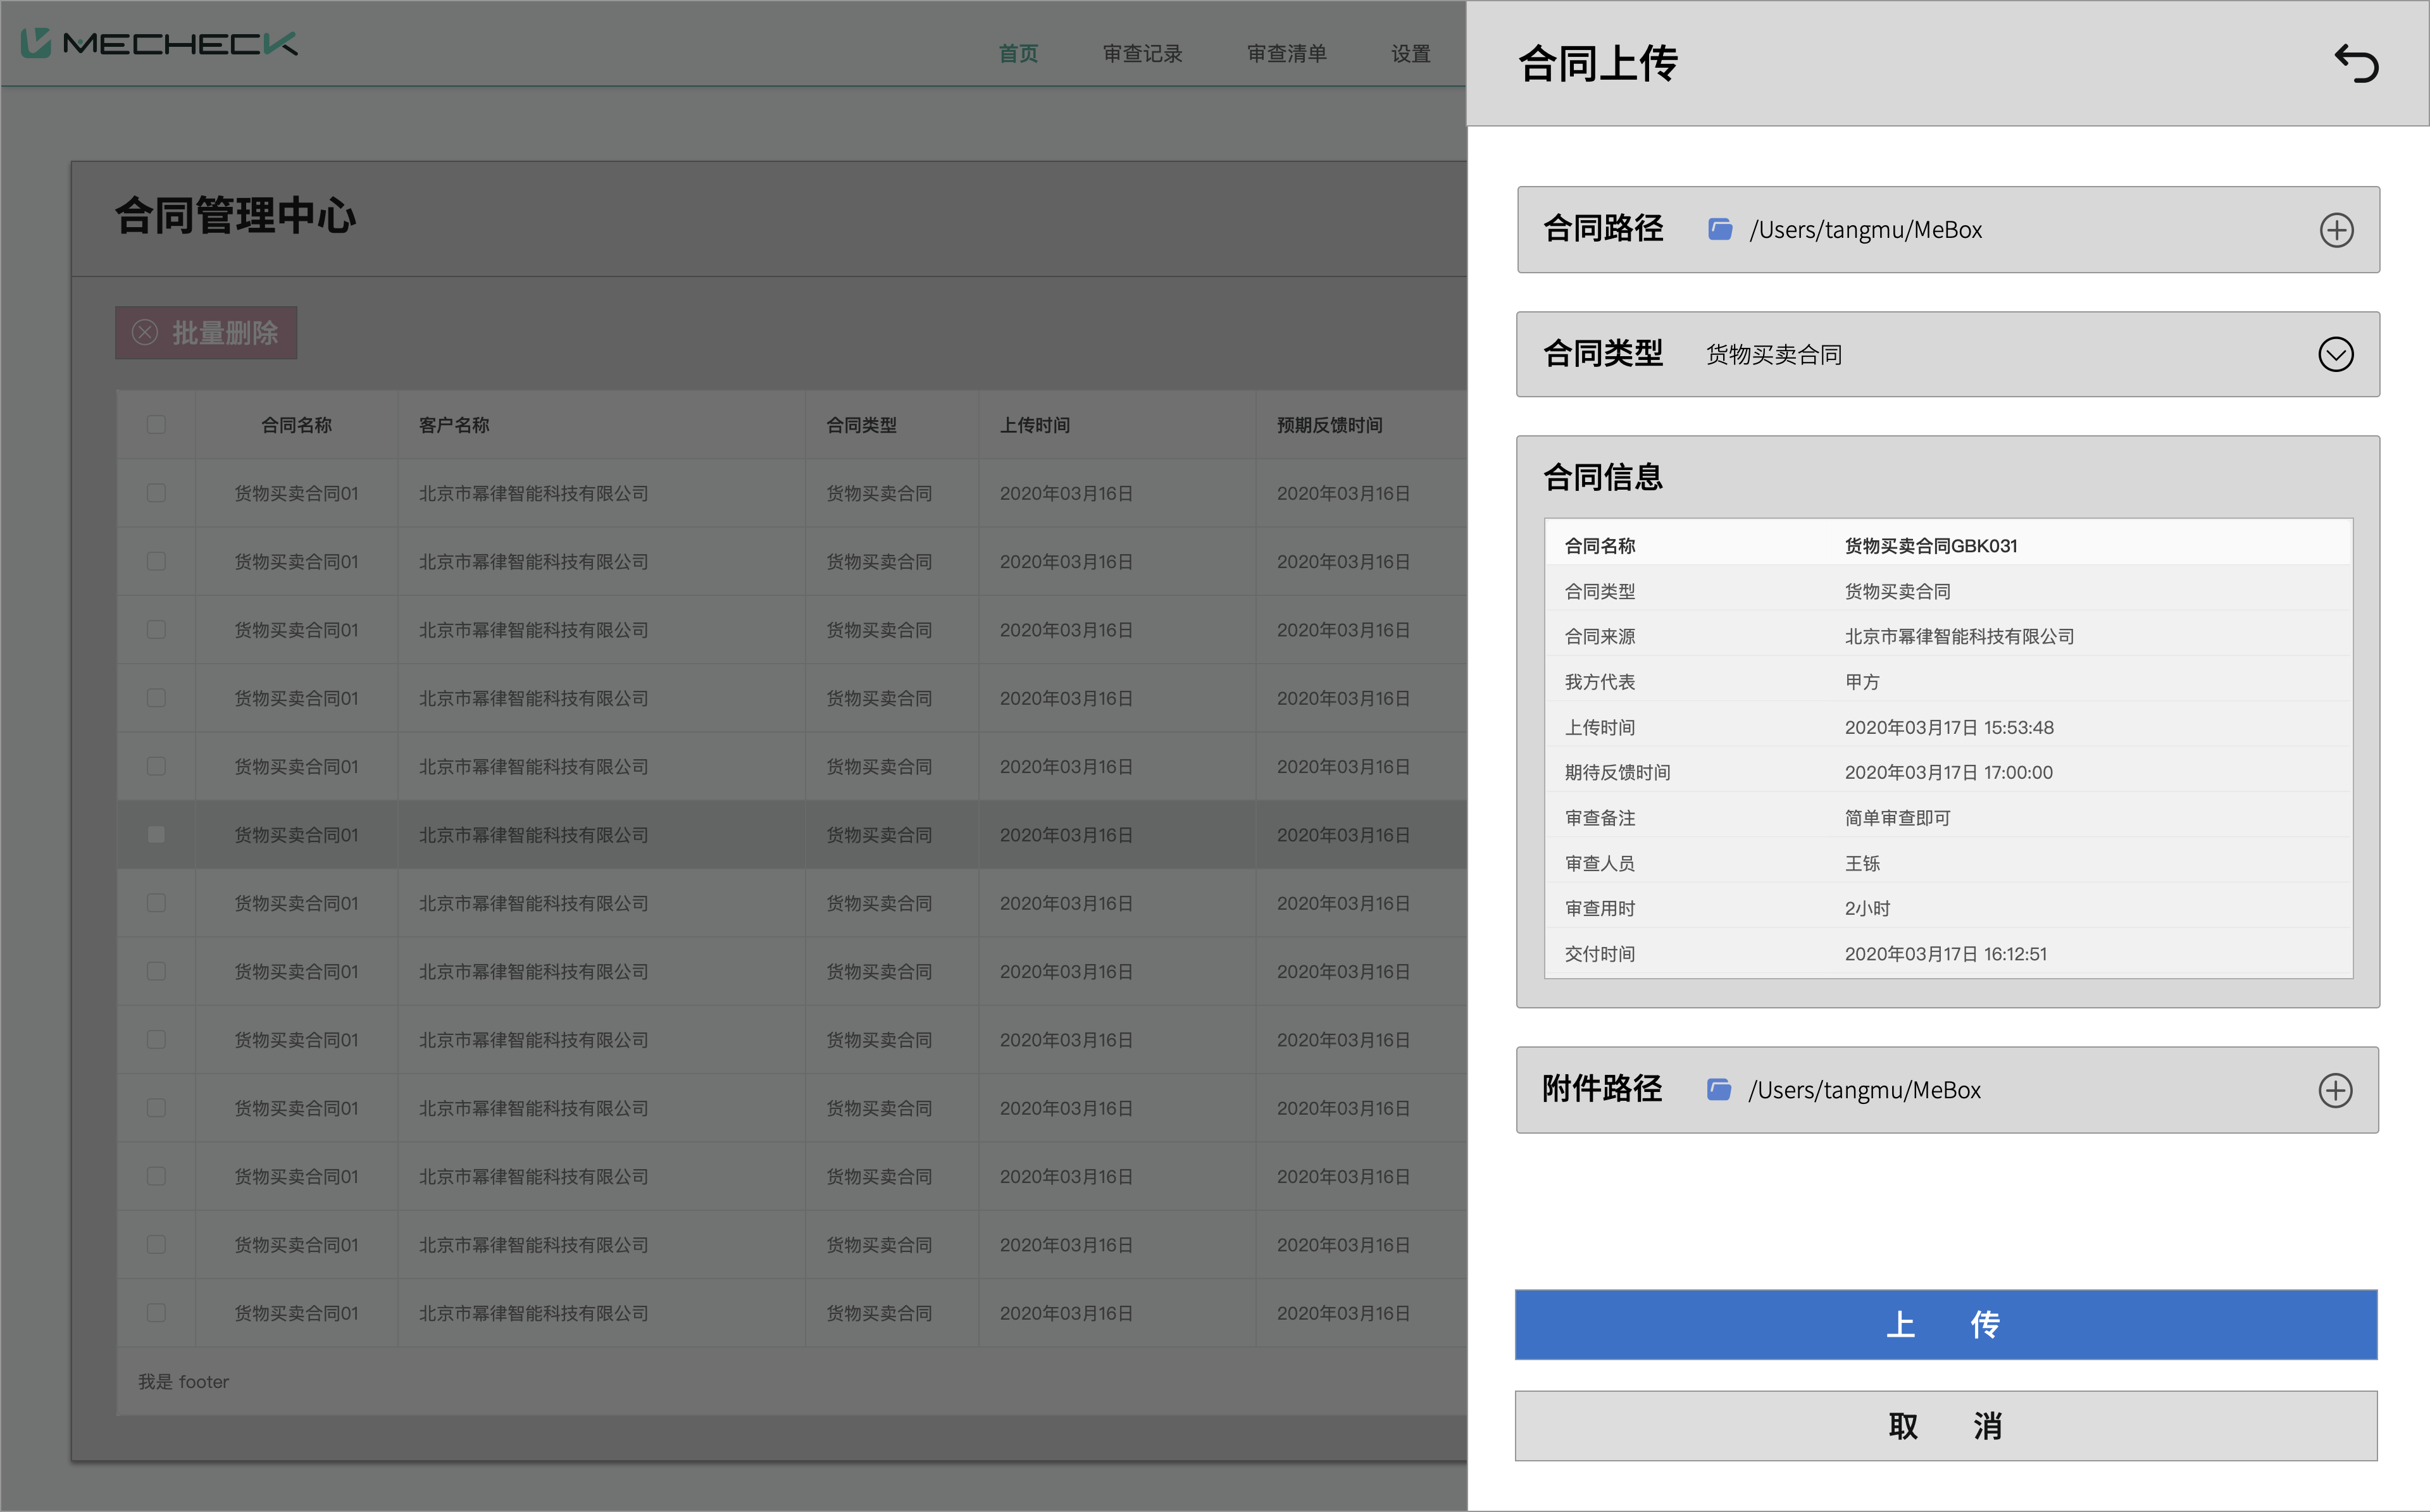 MECHECK
首页 审查记录 审查清单 设置
合同管理中心
批量删除
合同名称 客户名称 合同类型 上传时间 预期反馈时间
货物买卖合同01 北京市幂律智能科技有限公司 货物买卖合同 2020年03月16日 2020年03月16日
货物买卖合同01 北京市幂律智能科技有限公司 货物买卖合同 2020年03月16日 2020年03月16日
货物买卖合同01 北京市幂律智能科技有限公司 货物买卖合同 2020年03月16日 2020年03月16日
货物买卖合同01 北京市幂律智能科技有限公司 货物买卖合同 2020年03月16日 2020年03月16日
货物买卖合同01 北京市幂律智能科技有限公司 货物买卖合同 2020年03月16日 2020年03月16日
货物买卖合同01 北京市幂律智能科技有限公司 货物买卖合同 2020年03月16日 2020年03月16日
货物买卖合同01 北京市幂律智能科技有限公司 货物买卖合同 2020年03月16日 2020年03月16日
货物买卖合同01 北京市幂律智能科技有限公司 货物买卖合同 2020年03月16日 2020年03月16日
货物买卖合同01 北京市幂律智能科技有限公司 货物买卖合同 2020年03月16日 2020年03月16日
货物买卖合同01 北京市幂律智能科技有限公司 货物买卖合同 2020年03月16日 2020年03月16日
货物买卖合同01 北京市幂律智能科技有限公司 货物买卖合同 2020年03月16日 2020年03月16日
货物买卖合同01 北京市幂律智能科技有限公司 货物买卖合同 2020年03月16日 2020年03月16日
货物买卖合同01 北京市幂律智能科技有限公司 货物买卖合同 2020年03月16日 2020年03月16日
我是 footer
合同上传
合同路径 /Users/tangmu/MeBox
合同类型 货物买卖合同
合同信息
合同名称 货物买卖合同GBK031
合同类型 货物买卖合同
合同来源 北京市幂律智能科技有限公司
我方代表 甲方
上传时间 2020年03月17日 15:53:48
期待反馈时间 2020年03月17日 17:00:00
审查备注 简单审查即可
审查人员 王铄
审查用时 2小时
交付时间 2020年03月17日 16:12:51
附件路径 /Users/tangmu/MeBox
上 传
取 消